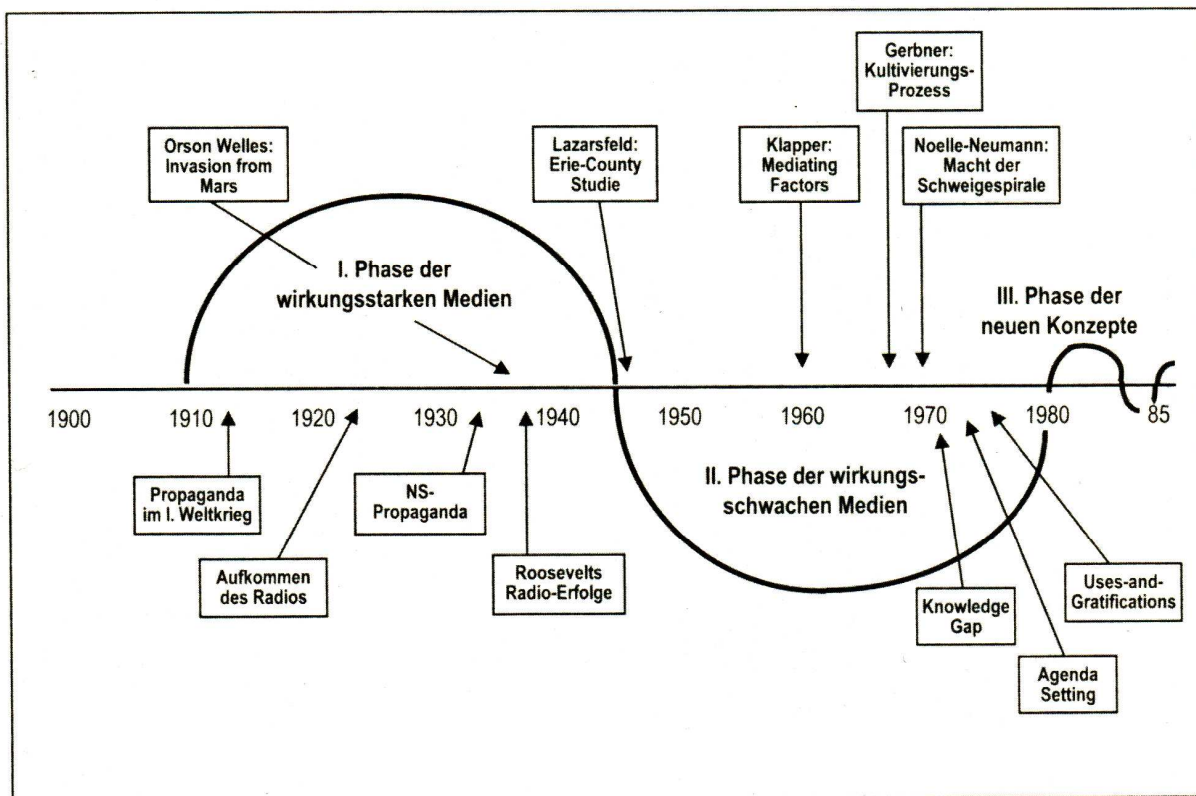 Gerbner:
Kultivierungs-
Prozess
Orson Welles:
Invasion from
Mars
Lazarsfeld:
Erie-County
Studie
Klapper:
Mediating
Factors
Noelle-Neumann:
Macht der
Schweigespirale
I. Phase der
wirkungsstarken Medien
III. Phase der
neuen Konzepte
1900 1910 1920 1930 1940 1950 1960 1970 1980 85
Propaganda
im I. Weltkrieg
NS-
Propaganda
II. Phase der wirkungs-
schwachen Medien
Aufkommen
des Radios
Roosevelts
Radio-Erfolge
Knowledge
Gap
Uses-and-
Gratifications
Agenda
Setting